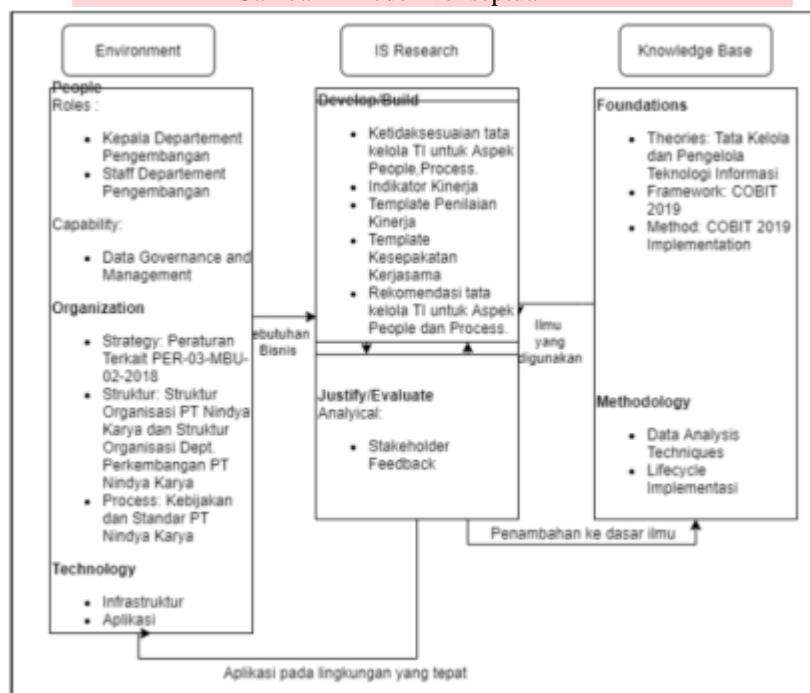 Environment
IS Research
Knowledge Base
People
Roles :
Kepala Departement
Pengembangan
Staff Departement
Pengembangan
Capability:
Data Governance and
Management
Organization
Strategy: Peraturan
Terkait PER-03-MBU-
02-2018
Struktur: Struktur
Organisasi PT Nindya
Karya dan Struktur
Organisasi Dept.
Perkembangan PT
Nindya Karya
Process: Kebijakan
dan Standar PT
Nindya Karya
Technology
Infrastruktur
Aplikasi
ebutuhan
Bisnis
Develop/Build
Ketidaksesuaian tata
kelola TI untuk Aspek
People,Process.
Indikator Kinerja
Template Penilaian
Kinerja
Template
Kesepakatan
Kerjasama
Rekomendasi tata
kelola TI untuk Aspek
People dan Process.
Justify/Evaluate
Analyical:
Stakeholder
Feedback
Ilmu
yang
digunakan
Foundations
Theories: Tata Kelola
dan Pengelola
Teknologi Informasi
Framework: COBIT
2019
Method: COBIT 2019
Implementation
Methodology
Data Analysis
Techniques
Lifecycle
Implementasi
Penambahan ke dasar ilmu
Aplikasi pada lingkungan yang tepat